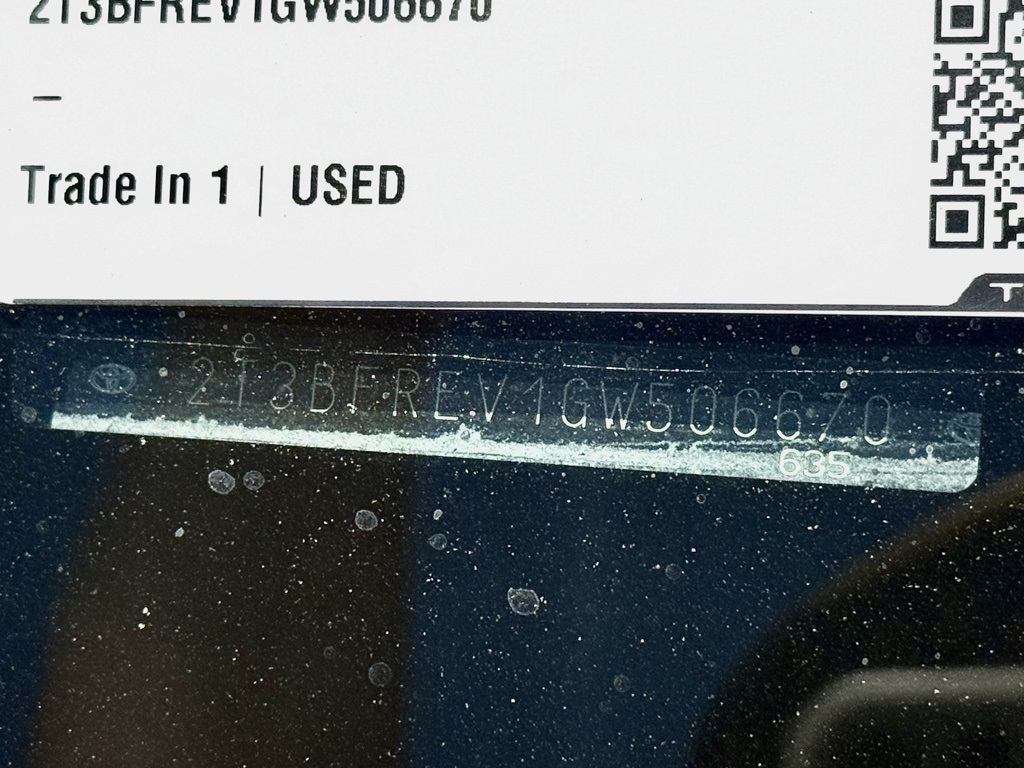 2T3BFREV1GW506670
–
Trade In 1 | USED
T
2T3BFREV1GW506670
635